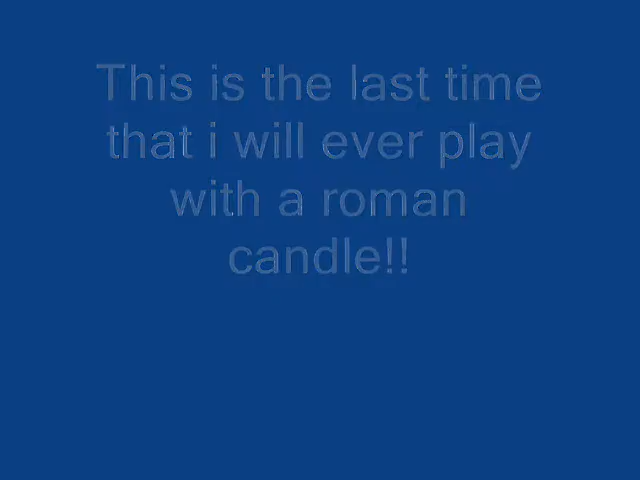 This is the last time
that i will ever play
with a roman
candle!!